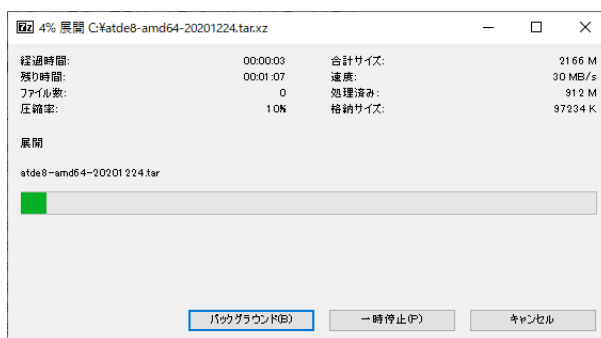 7z 4% 展開 C:¥atde8-amd64-20201224.tar.xz
経過時間: 00:00:03 合計サイズ: 2166 M
残り時間: 00:01:07 速度: 30 MB/s
ファイル数: 0 処理済み: 912 M
圧縮率: 10% 格納サイズ: 97234 K
展開
atde8-amd64-20201224.tar
バックグラウンド(B) 一時停止(P) キャンセル